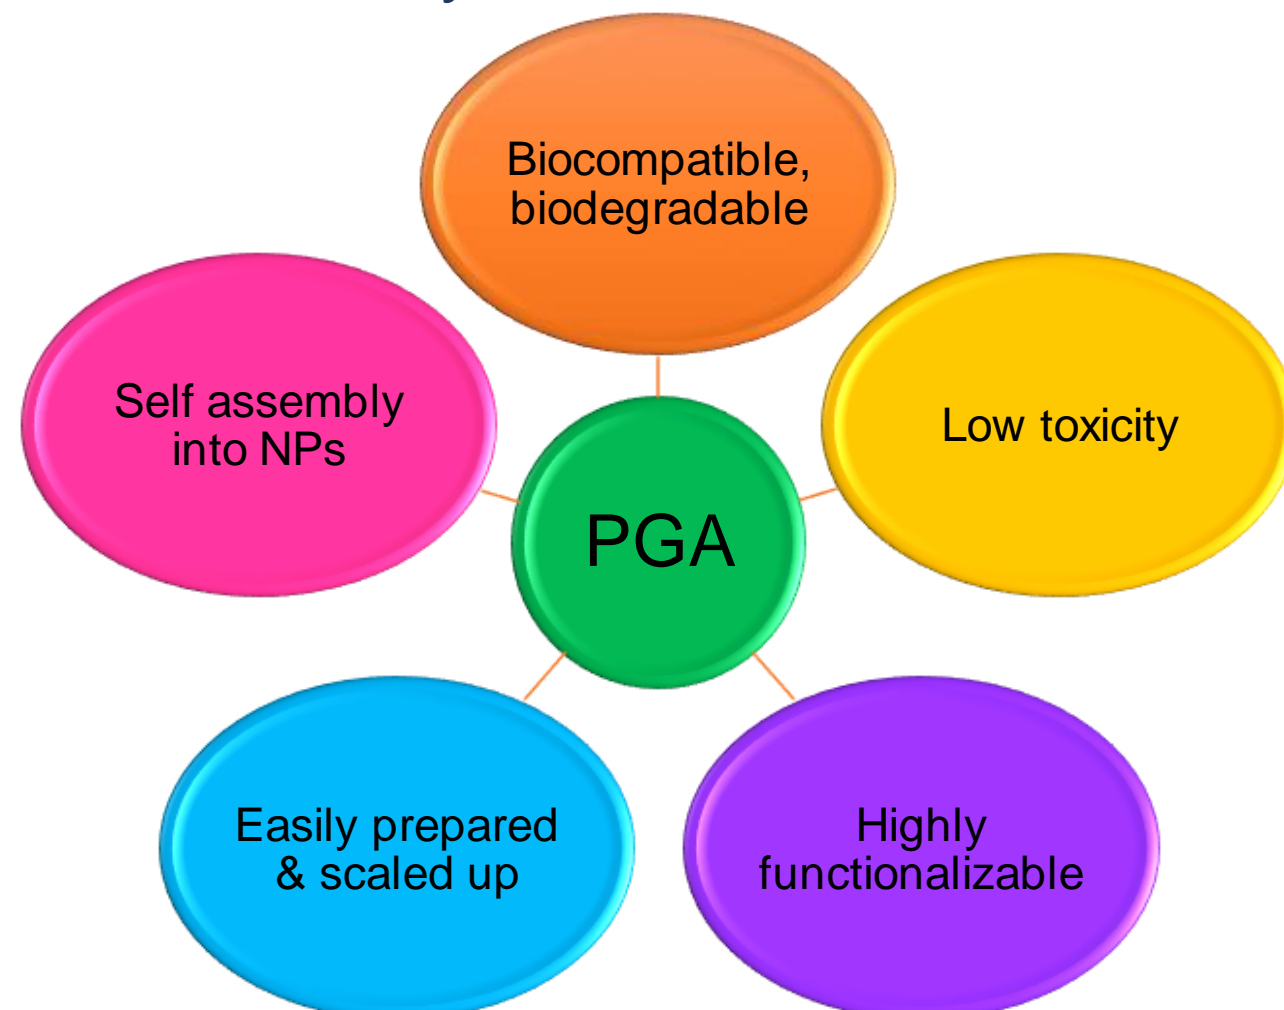 Biocompatible,
biodegradable
Self assembly
into NPs
Low toxicity
PGA
Easily prepared
& scaled up
Highly
functionalizable